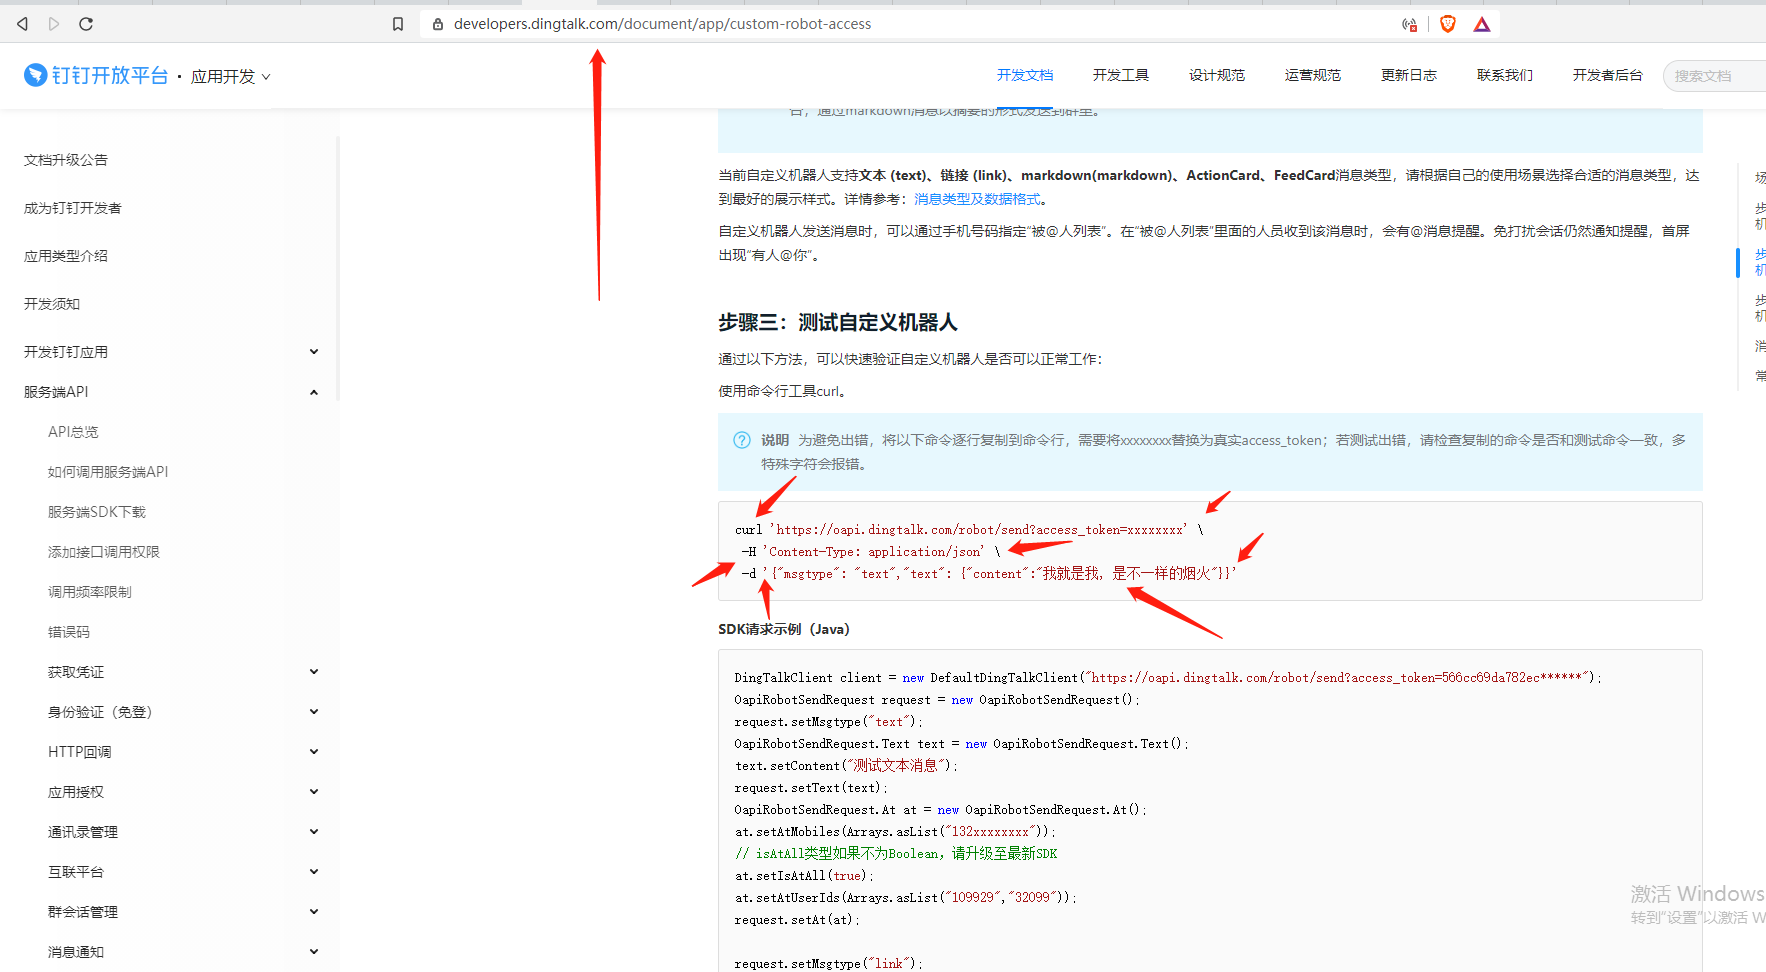 developers.dingtalk.com/document/app/custom-robot-access
钉钉开放平台 · 应用开发
开发文档
开发工具
设计规范
运营规范
更新日志
联系我们
开发者后台
搜索文档
文档升级公告
成为钉钉开发者
应用类型介绍
开发须知
开发钉钉应用
服务端API
API总览
如何调用服务端API
服务端SDK下载
添加接口调用权限
调用频率限制
错误码
获取凭证
身份验证（免登）
HTTP回调
应用授权
通讯录管理
互联平台
群会话管理
消息通知
台，通过markdown消息以摘要的形式发送到群里。
当前自定义机器人支持文本 (text)、链接 (link)、markdown(markdown)、ActionCard、FeedCard消息类型，请根据自己的使用场景选择合适的消息类型，达
到最好的展示样式。详情参考：消息类型及数据格式。
自定义机器人发送消息时，可以通过手机号码指定“被@人列表”。在“被@人列表”里面的人员收到该消息时，会有@消息提醒。免打扰会话仍然通知提醒，首屏
出现“有人@你”。
步骤三：测试自定义机器人
通过以下方法，可以快速验证自定义机器人是否可以正常工作：
使用命令行工具curl。
说明 为避免出错，将以下命令逐行复制到命令行，需要将xxxxxxxx替换为真实access_token；若测试出错，请检查复制的命令是否和测试命令一致，多
特殊字符会报错。
curl 'https://oapi.dingtalk.com/robot/send?access_token=xxxxxxxx' \
-H 'Content-Type: application/json' \
-d '{"msgtype": "text","text": {"content":"我就是我, 是不一样的烟火"}}'
SDK请求示例（Java）
DingTalkClient client = new DefaultDingTalkClient("https://oapi.dingtalk.com/robot/send?access_token=566cc69da782ec******");
OapiRobotSendRequest request = new OapiRobotSendRequest();
request.setMsgtype("text");
OapiRobotSendRequest.Text text = new OapiRobotSendRequest.Text();
text.setContent("测试文本消息");
request.setText(text);
OapiRobotSendRequest.At at = new OapiRobotSendRequest.At();
at.setAtMobiles(Arrays.asList("132xxxxxxxx"));
// isAtAll类型如果不为Boolean，请升级至最新SDK
at.setIsAtAll(true);
at.setAtUserIds(Arrays.asList("109929","32099"));
request.setAt(at);
request.setMsgtype("link");
场
步
机
步
机
步
机
消
常
激活 Windows
转到“设置”以激活 W